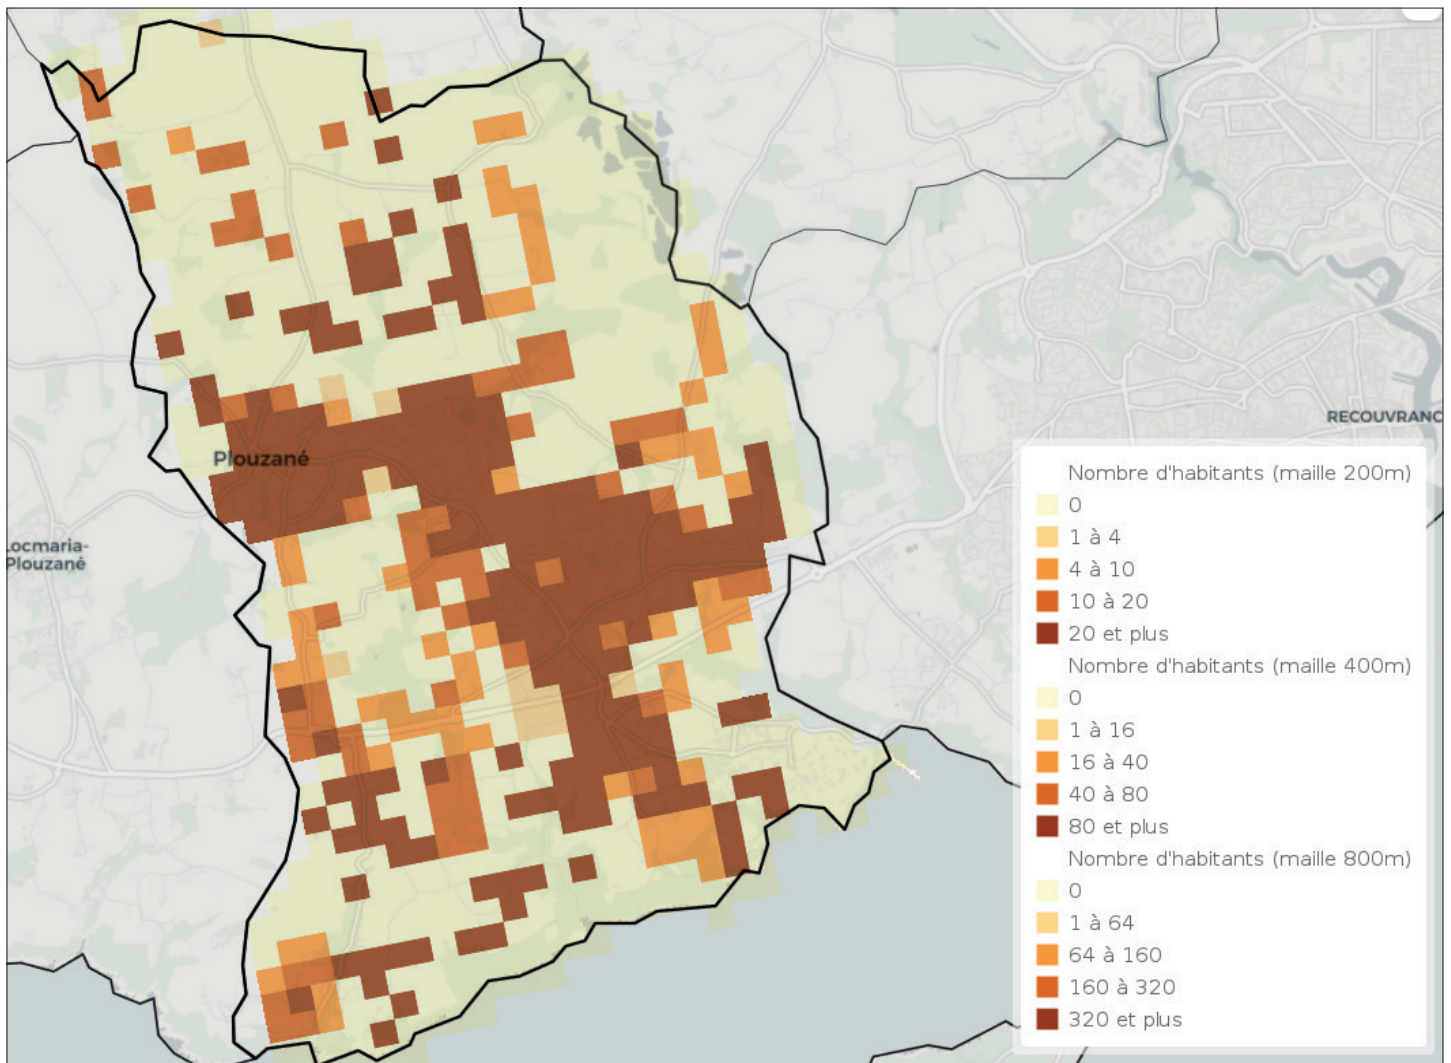 RECOUVRANC
Plouzané
Locmaria-
Plouzané
Nombre d'habitants (maille 200m)
0
1 à 4
4 à 10
10 à 20
20 et plus
Nombre d'habitants (maille 400m)
0
1 à 16
16 à 40
40 à 80
80 et plus
Nombre d'habitants (maille 800m)
0
1 à 64
64 à 160
160 à 320
320 et plus